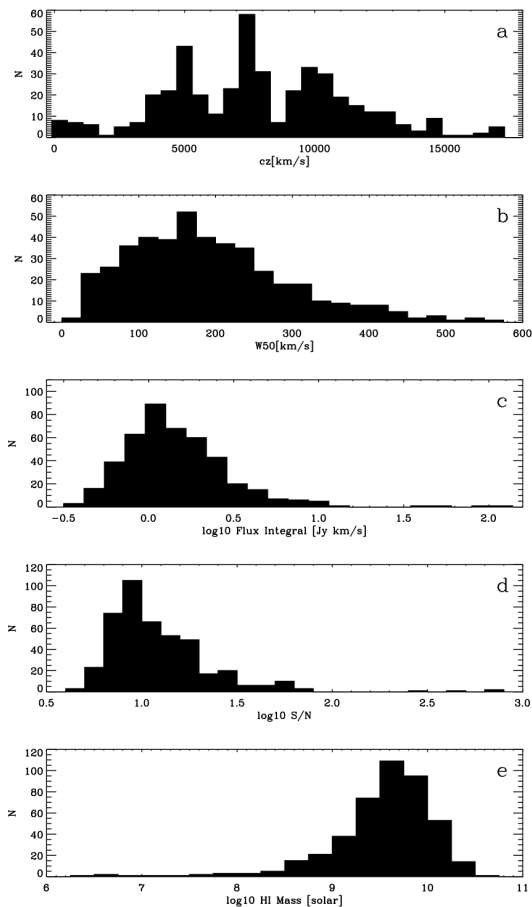 60
50
a
40
N
30
20
10
0
0 5000 10000 15000
cz[km/s]
60
50
b
40
N
30
20
10
0
0 100 200 300 400 500 600
W50[km/s]
100
c
80
60
N
40
20
0
-0.5 0.0 0.5 1.0 1.5 2.0
log10 Flux Integral [Jy km/s]
120
100
d
80
N
60
40
20
0
0.5 1.0 1.5 2.0 2.5 3.0
log10 S/N
120
100
e
80
N
60
40
20
0
6 7 8 9 10 11
log10 HI Mass [solar]